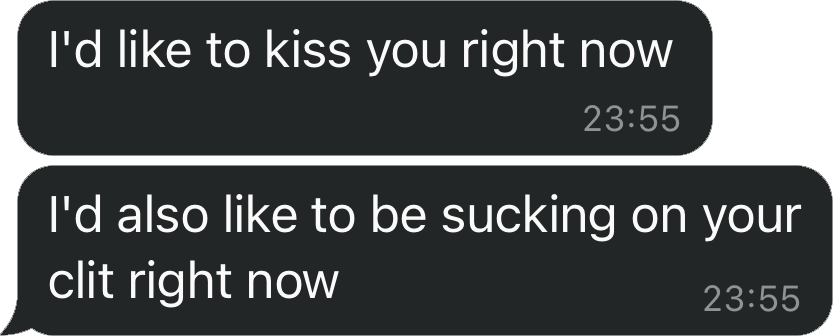 I'd like to kiss you right now
23:55
I'd also like to be sucking on your
clit right now
23:55